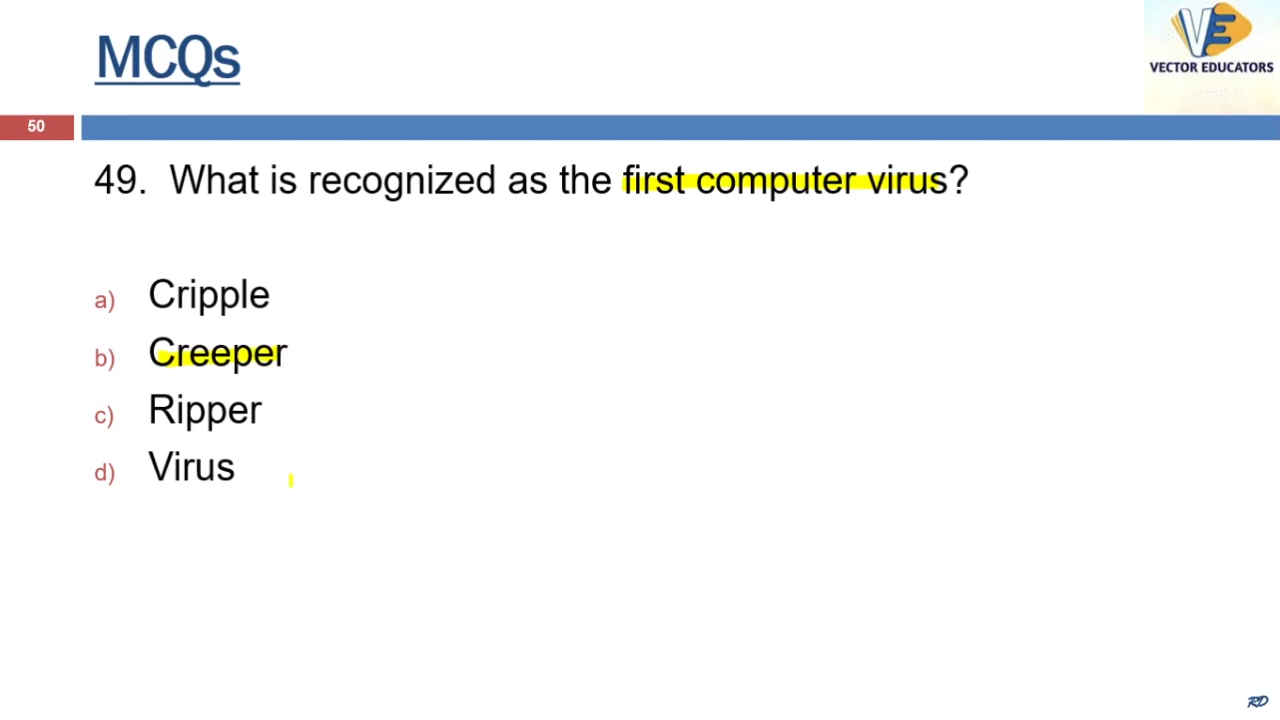 MCQs
VECTOR EDUCATORS
50
49. What is recognized as the first computer virus?
a) Cripple
b) Creeper
c) Ripper
d) Virus
RD